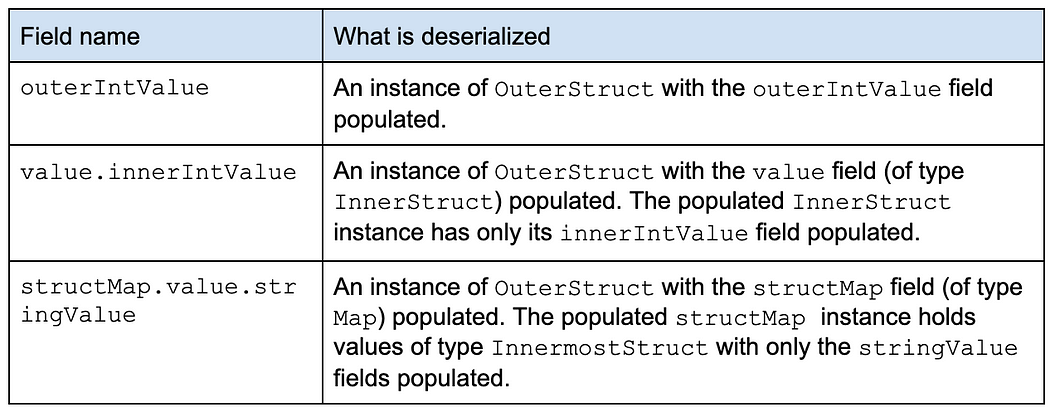 Field name
What is deserialized
outerIntValue
An instance of OuterStruct with the outerIntValue field
populated.
value.innerIntValue
An instance of OuterStruct with the value field (of type
InnerStruct) populated. The populated InnerStruct
instance has only its innerIntValue field populated.
structMap.value.str
ingValue
An instance of OuterStruct with the structMap field (of type
Map) populated. The populated structMap instance holds
values of type InnermostStruct with only the stringValue
fields populated.